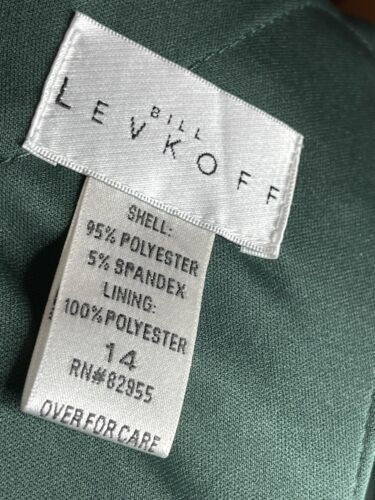 BILL
LEVKOFF
SHELL:
95% POLYESTER
5% SPANDEX
LINING:
100% POLYESTER
14
RN#82955
OVER FOR CARE